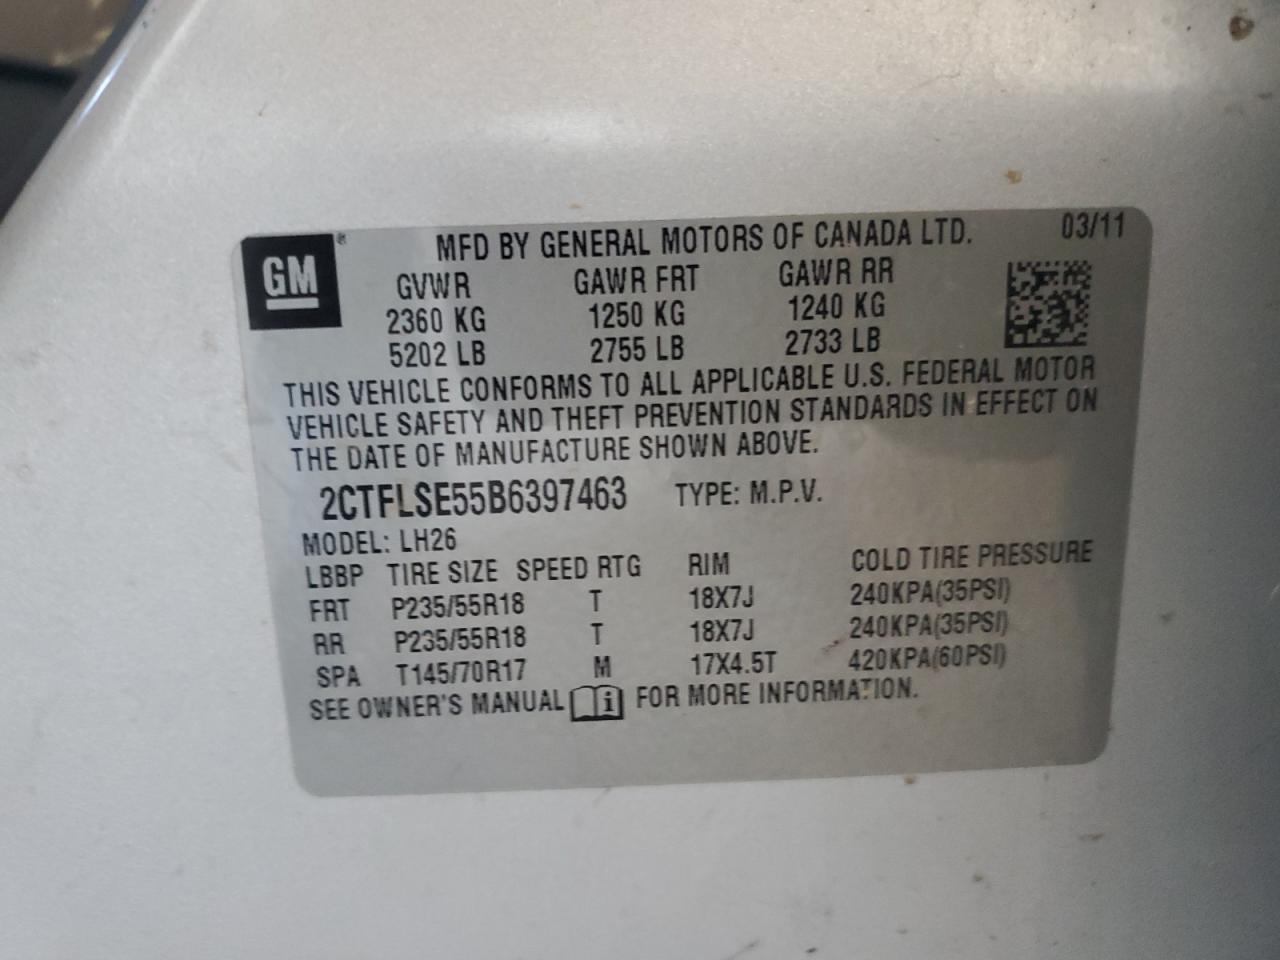 GM ®
MFD BY GENERAL MOTORS OF CANADA LTD. 03/11
GVWR GAWR FRT GAWR RR
2360 KG 1250 KG 1240 KG
5202 LB 2755 LB 2733 LB
THIS VEHICLE CONFORMS TO ALL APPLICABLE U.S. FEDERAL MOTOR
VEHICLE SAFETY AND THEFT PREVENTION STANDARDS IN EFFECT ON
THE DATE OF MANUFACTURE SHOWN ABOVE.
2CTFLSE55B6397463 TYPE: M.P.V.
MODEL: LH26
LBBP TIRE SIZE SPEED RTG RIM COLD TIRE PRESSURE
FRT P235/55R18 T 18X7J 240KPA(35PSI)
RR P235/55R18 T 18X7J 240KPA(35PSI)
SPA T145/70R17 M 17X4.5T 420KPA(60PSI)
SEE OWNER'S MANUAL i FOR MORE INFORMATION.